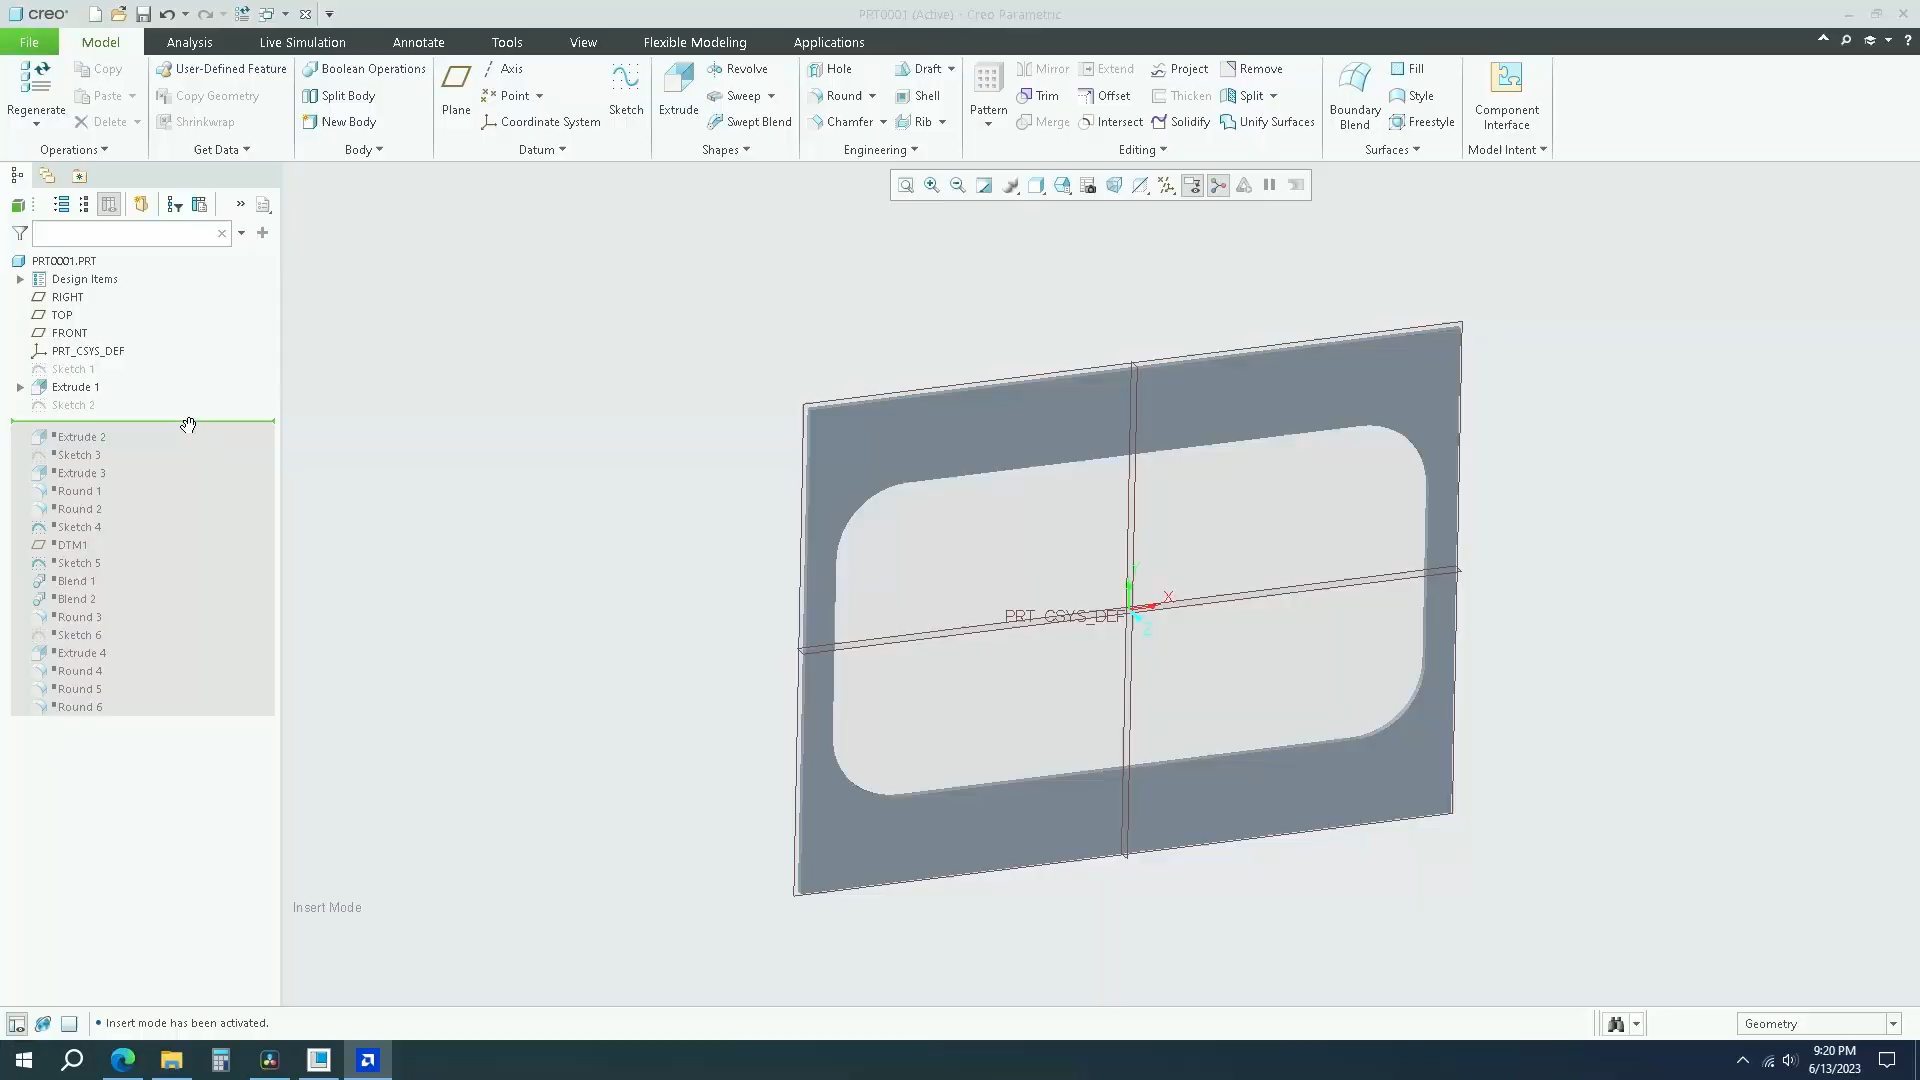 creo
PRT0001 (Active) - Creo Parametric
File Model Analysis Live Simulation Annotate Tools View Flexible Modeling Applications
Regenerate
Copy
Paste
Delete
Operations
User-Defined Feature
Copy Geometry
Shrinkwrap
Get Data
Boolean Operations
Split Body
New Body
Body
Plane
Axis
Point
Coordinate System
Sketch
Datum
Extrude
Revolve
Sweep
Swept Blend
Shapes
Hole
Round
Chamfer
Draft
Shell
Rib
Engineering
Pattern
Mirror
Trim
Merge
Extend
Offset
Intersect
Project
Thicken
Solidify
Remove
Split
Unify Surfaces
Editing
Boundary
Blend
Fill
Style
Freestyle
Surfaces
Component
Interface
Model Intent
PRT0001.PRT
Design Items
RIGHT
TOP
FRONT
PRT_CSYS_DEF
Sketch 1
Extrude 1
Sketch 2
Extrude 2
Sketch 3
Extrude 3
Round 1
Round 2
Sketch 4
DTM1
Sketch 5
Blend 1
Blend 2
Round 3
Sketch 6
Extrude 4
Round 4
Round 5
Round 6
Y
X
PRT_CSYS_DEF
Z
Insert Mode
• Insert mode has been activated.
Geometry
9:20 PM
6/13/2023